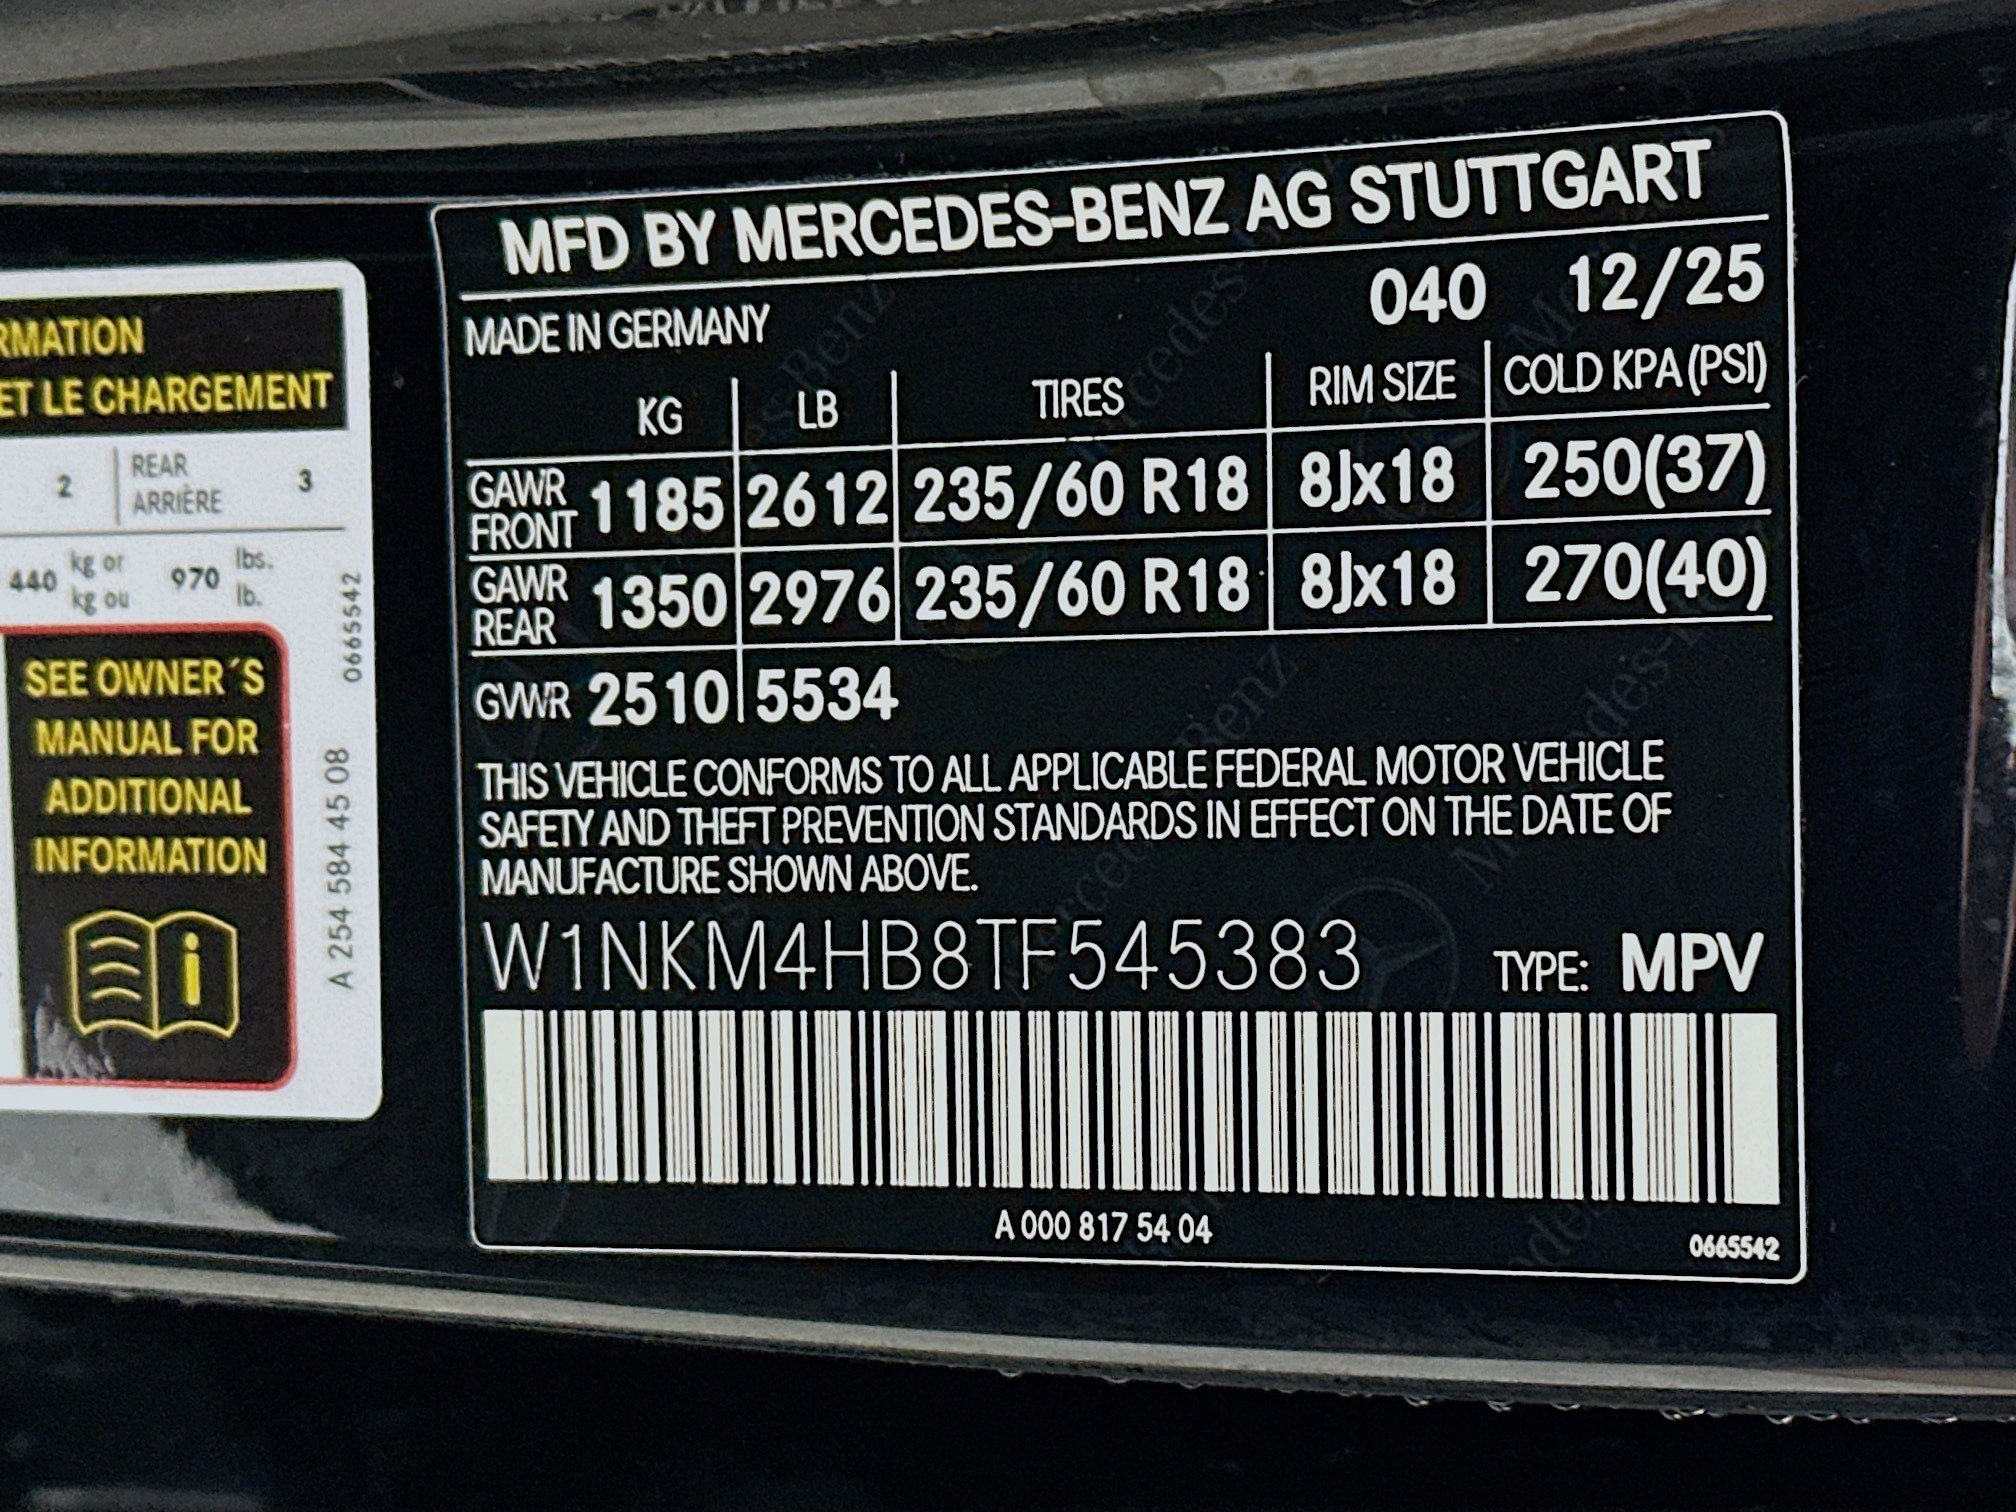 RMATION
ET LE CHARGEMENT
2 REAR ARRIÈRE 3
440 kg or kg ou 970 lbs. lb.
SEE OWNER´S
MANUAL FOR
ADDITIONAL
INFORMATION
A 254 584 45 08 0665542
MFD BY MERCEDES-BENZ AG STUTTGART
MADE IN GERMANY 040 12/25
KG LB TIRES RIM SIZE COLD KPA (PSI)
GAWR FRONT 1185 2612 235/60 R18 8Jx18 250(37)
GAWR REAR 1350 2976 235/60 R18 8Jx18 270(40)
GVWR 2510 5534
THIS VEHICLE CONFORMS TO ALL APPLICABLE FEDERAL MOTOR VEHICLE
SAFETY AND THEFT PREVENTION STANDARDS IN EFFECT ON THE DATE OF
MANUFACTURE SHOWN ABOVE.
W1NKM4HB8TF545383 TYPE: MPV
A 000 817 54 04 0665542